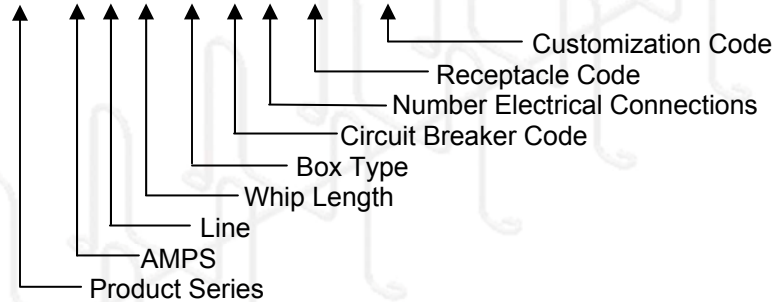 Customization Code
Receptacle Code
Number Electrical Connections
Circuit Breaker Code
Box Type
Whip Length
Line
AMPS
Product Series